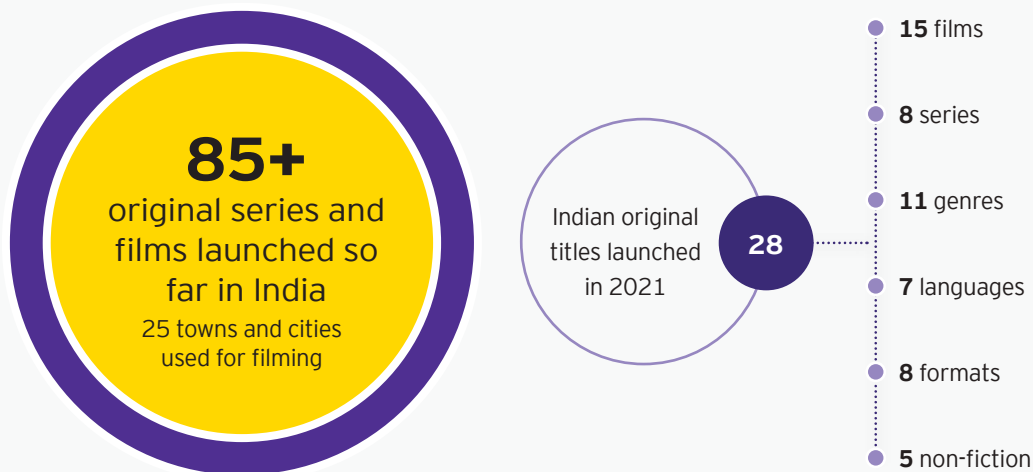 85+
original series and
films launched so
far in India
25 towns and cities
used for filming
Indian original
titles launched
in 2021
28
15 films
8 series
11 genres
7 languages
8 formats
5 non-fiction